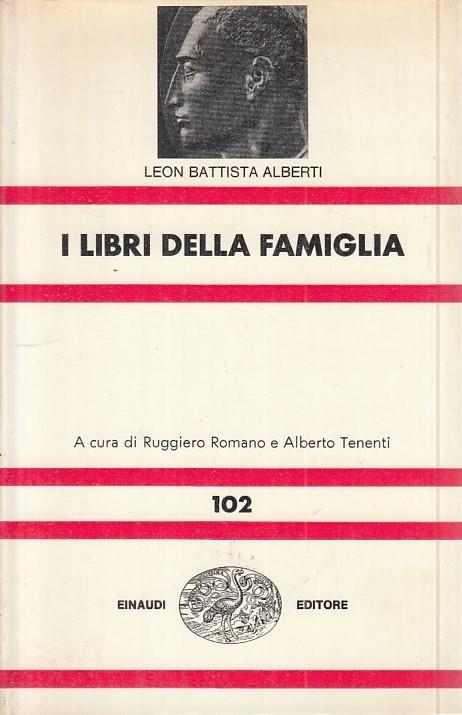 LEON BATTISTA ALBERTI
I LIBRI DELLA FAMIGLIA
A cura di Ruggiero Romano e Alberto Tenenti
102
EINAUDI EDITORE